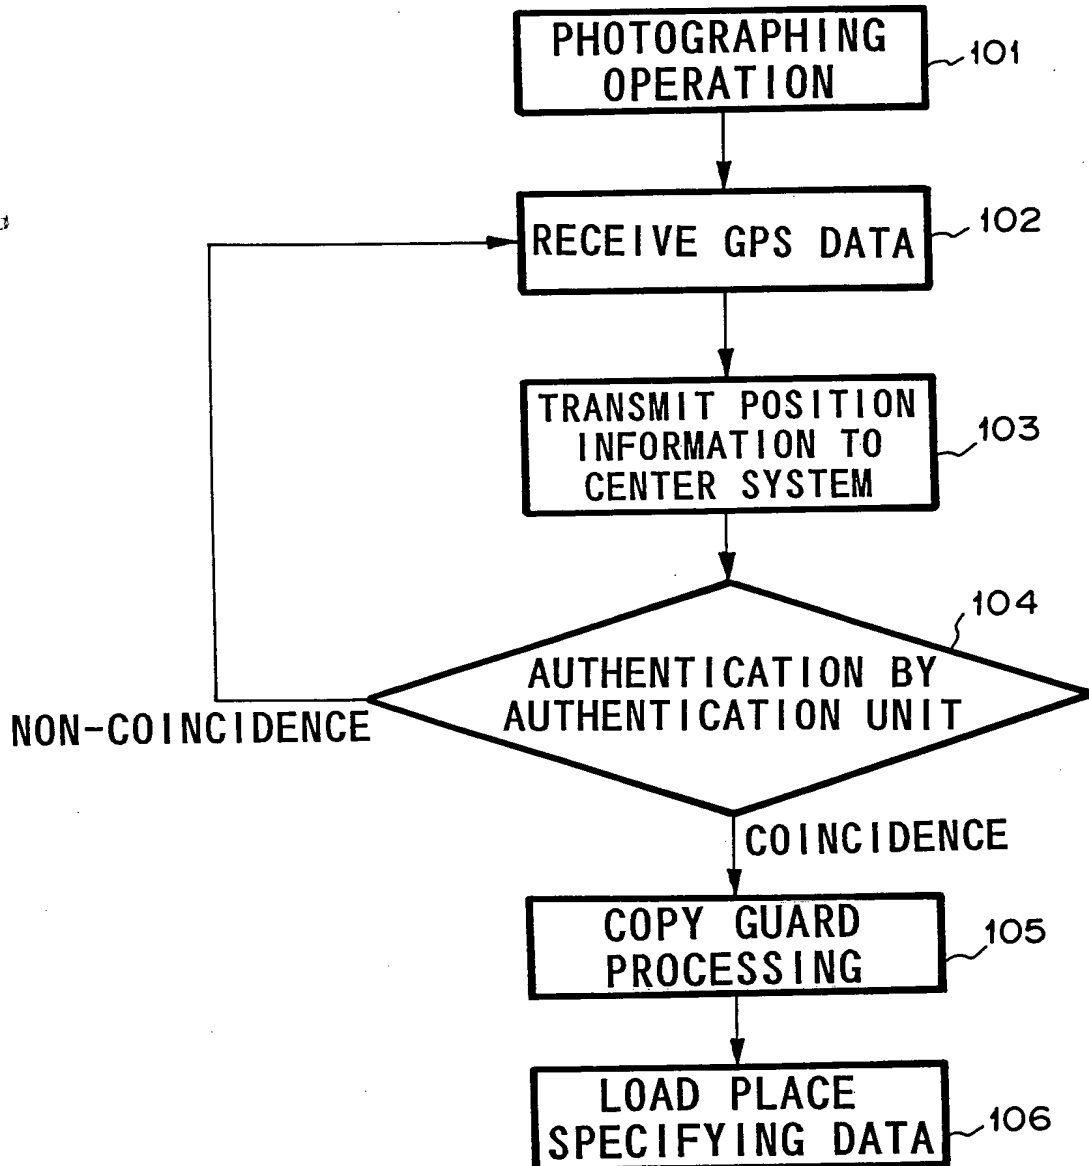 PHOTOGRAPHING
OPERATION
101
RECEIVE GPS DATA
102
TRANSMIT POSITION
INFORMATION TO
CENTER SYSTEM
103
104
AUTHENTICATION BY
AUTHENTICATION UNIT
NON-COINCIDENCE
COINCIDENCE
COPY GUARD
PROCESSING
105
LOAD PLACE
SPECIFYING DATA
106